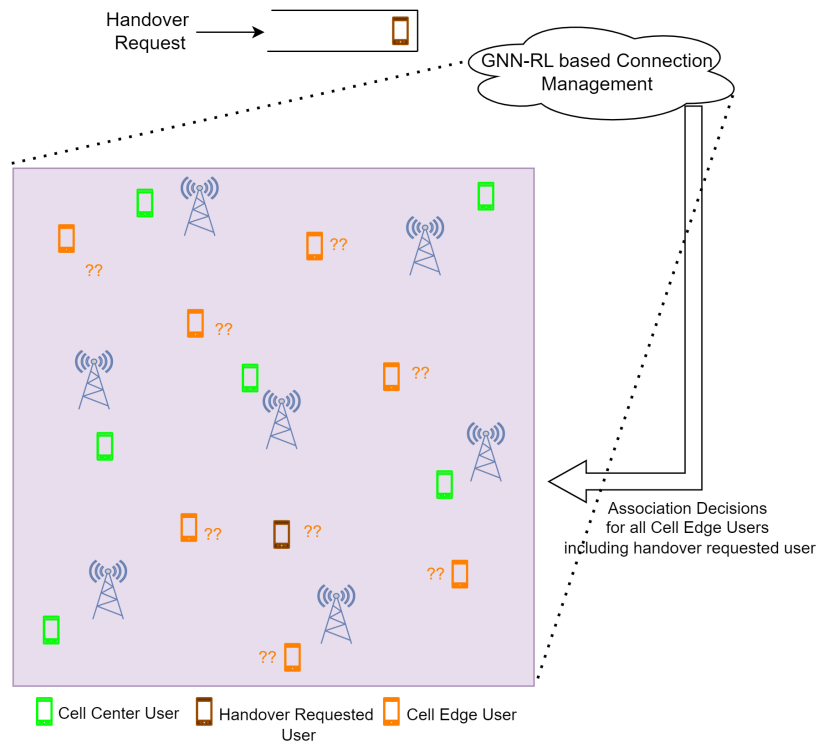 Handover
Request
GNN-RL based Connection
Management
??
??
??
??
??
??
??
??
Association Decisions
for all Cell Edge Users
including handover requested user
Cell Center User
Handover Requested
User
Cell Edge User